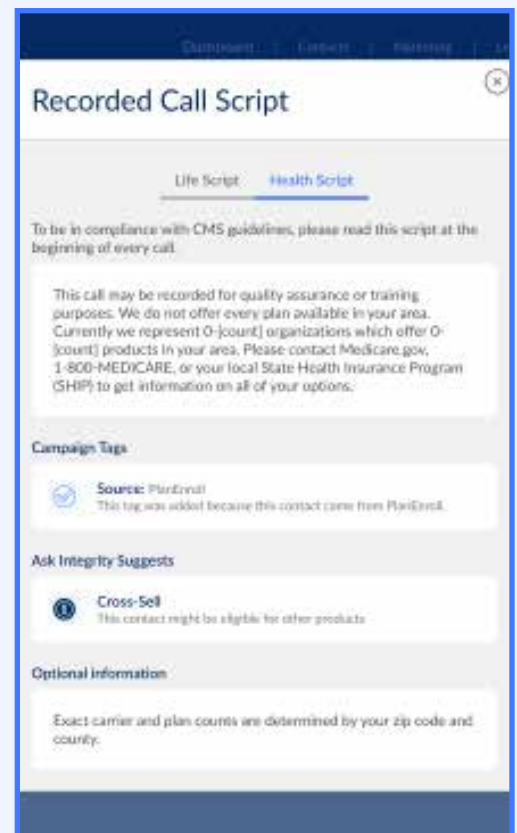 Dashboard | Contacts | Marketing |
Recorded Call Script
Life Script Health Script
To be in compliance with CMS guidelines, please read this script at the
beginning of every call.
This call may be recorded for quality assurance or training
purposes. We do not offer every plan available in your area.
Currently we represent 0-[count] organizations which offer 0-
[count] products in your area. Please contact Medicare.gov,
1-800-MEDICARE, or your local State Health Insurance Program
(SHIP) to get information on all of your options.
Campaign Tags
Source: PlanEnroll
This tag was added because this contact came from PlanEnroll.
Ask Integrity Suggests
Cross-Sell
This contact might be eligible for other products
Optional information
Exact carrier and plan counts are determined by your zip code and
county.